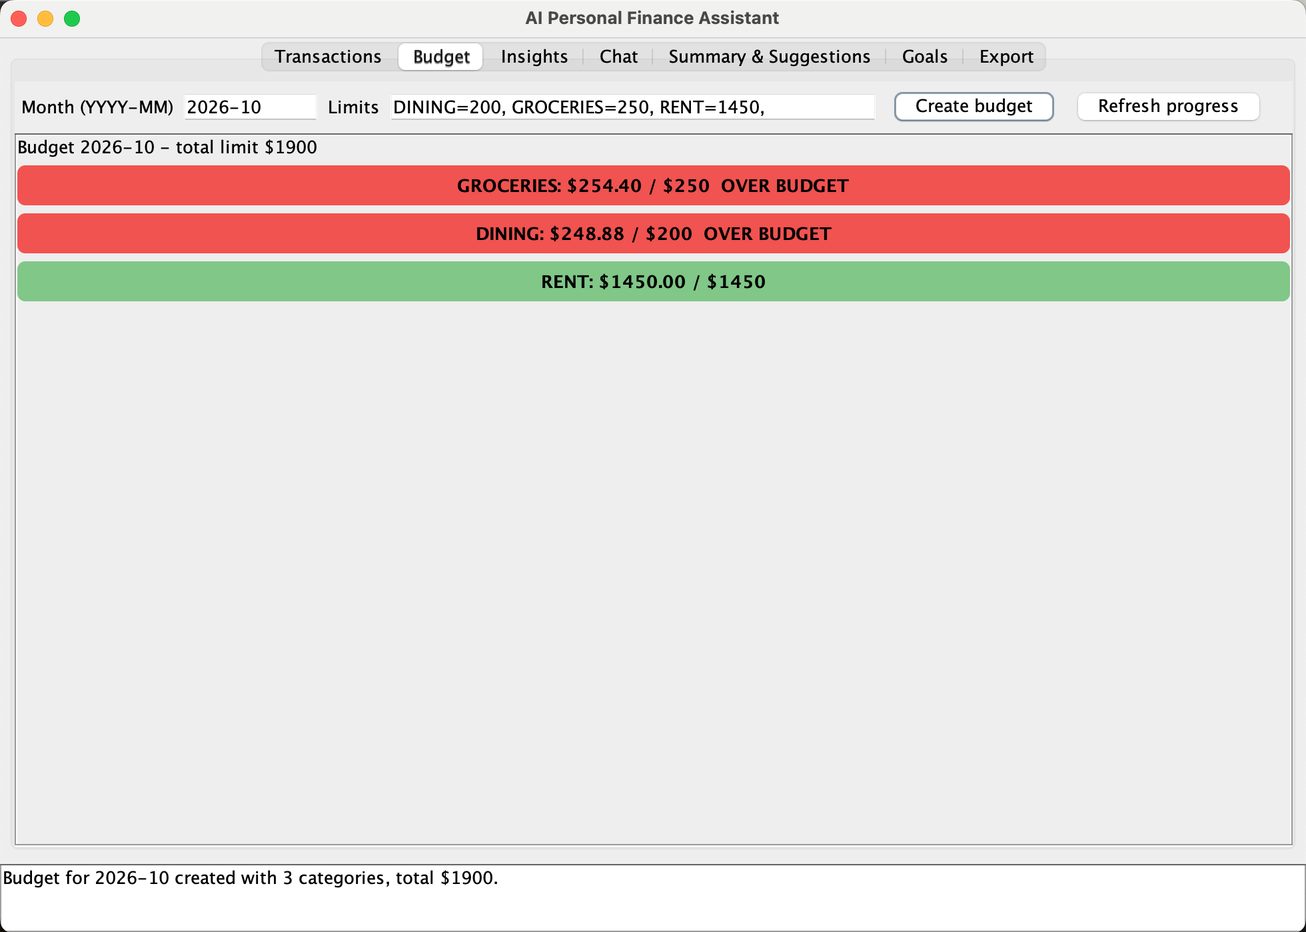 AI Personal Finance Assistant
Transactions Budget Insights Chat Summary & Suggestions Goals Export
Month (YYYY-MM) 2026-10 Limits DINING=200, GROCERIES=250, RENT=1450, Create budget Refresh progress
Budget 2026-10 - total limit $1900
GROCERIES: $254.40 / $250 OVER BUDGET
DINING: $248.88 / $200 OVER BUDGET
RENT: $1450.00 / $1450
Budget for 2026-10 created with 3 categories, total $1900.